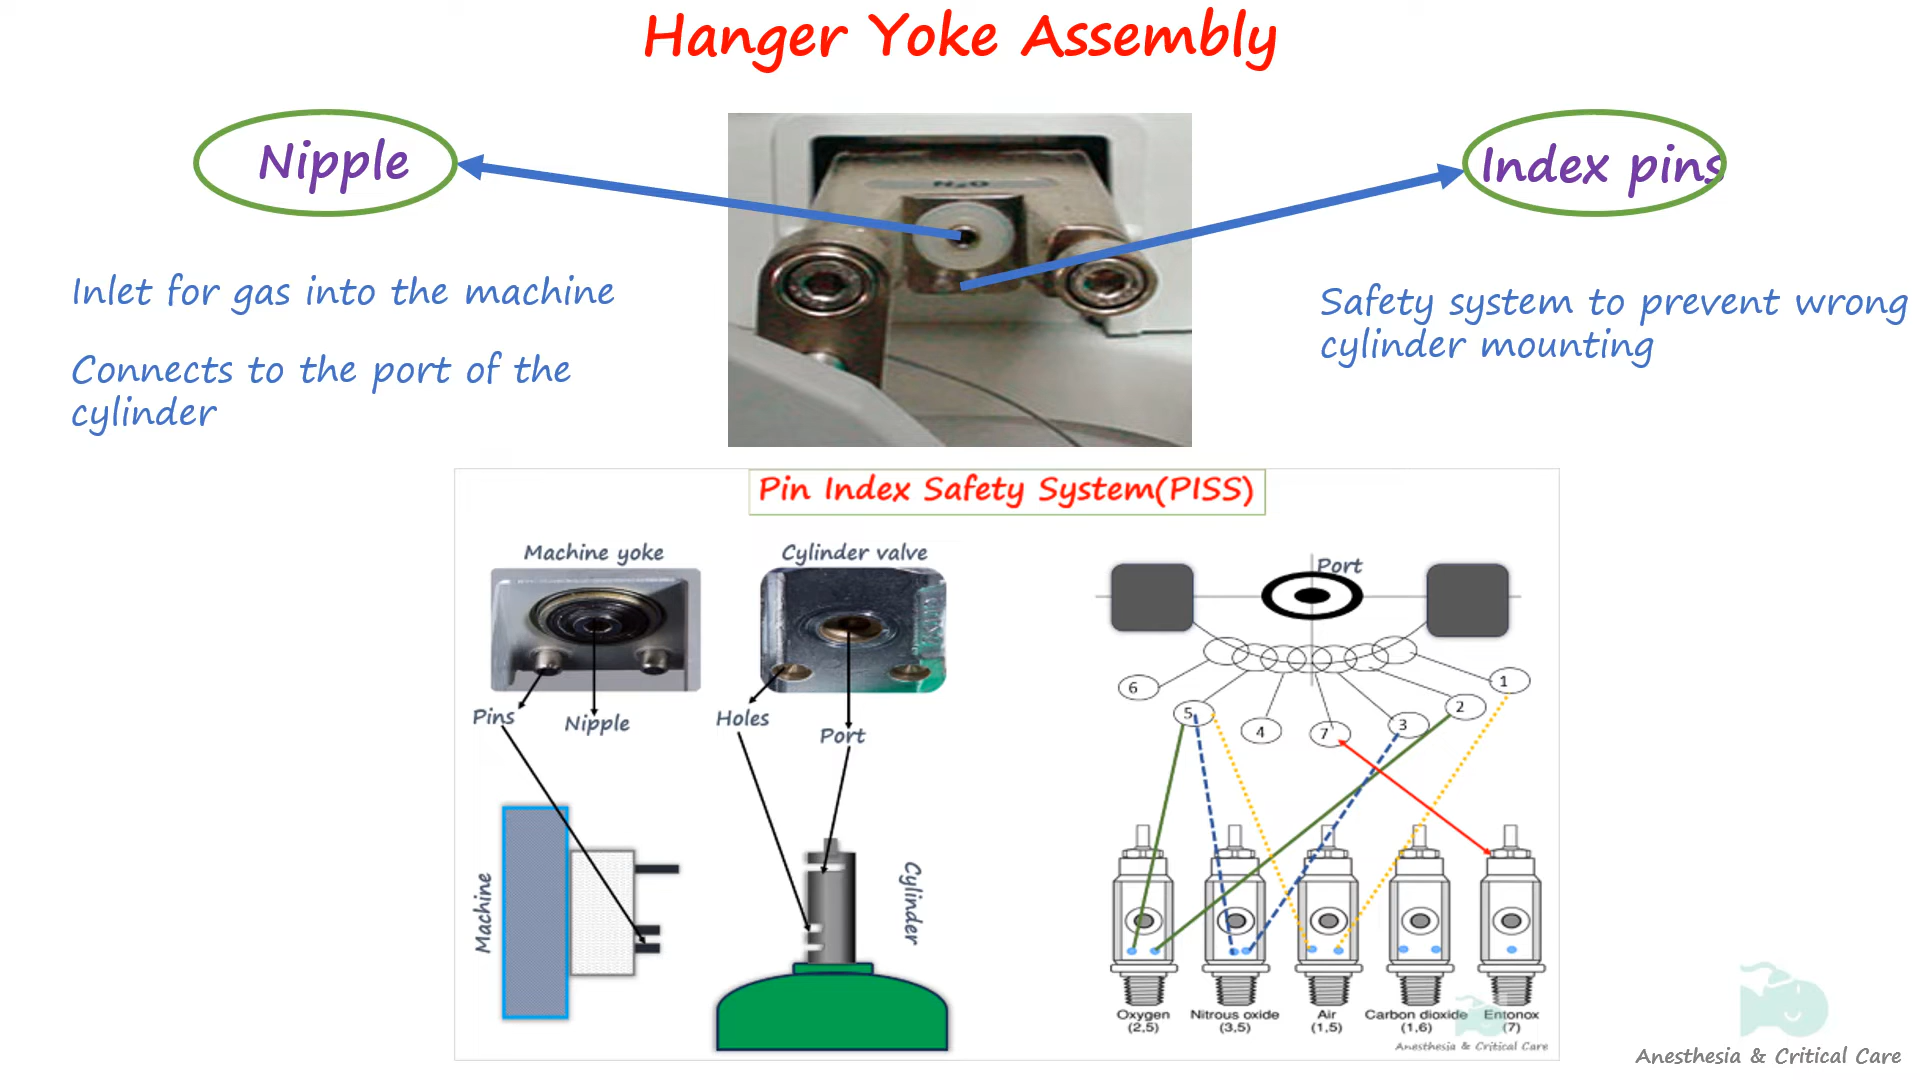 Hanger Yoke Assembly
Nipple
Index pins
N₂O
Inlet for gas into the machine
Connects to the port of the
cylinder
Safety system to prevent wrong
cylinder mounting
Pin Index Safety System(PISS)
Machine yoke
Cylinder valve
Port
Pins
Nipple
Holes
Port
6
5
4
7
3
2
1
Machine
Cylinder
Oxygen
(2,5)
Nitrous oxide
(3,5)
Air
(1,5)
Carbon dioxide
(1,6)
Entonox
(7)
Anesthesia & Critical Care
Anesthesia & Critical Care